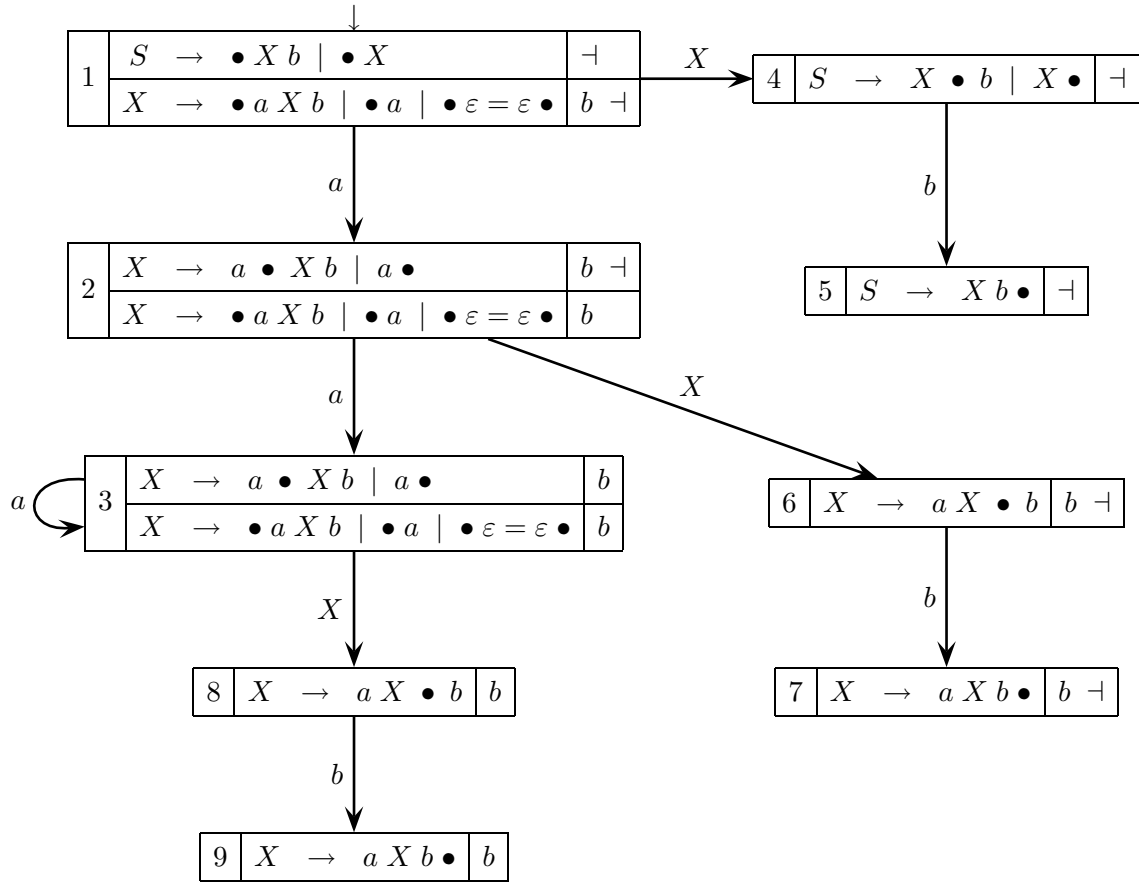 ↓
1 S → • X b | • X ⊣
X → • a X b | • a | • ε = ε • b ⊣
X
4 S → X • b | X • ⊣
a
b
2 X → a • X b | a • b ⊣
X → • a X b | • a | • ε = ε • b
5 S → X b • ⊣
a
X
a
3 X → a • X b | a • b
X → • a X b | • a | • ε = ε • b
6 X → a X • b b ⊣
X
b
8 X → a X • b b
7 X → a X b • b ⊣
b
9 X → a X b • b